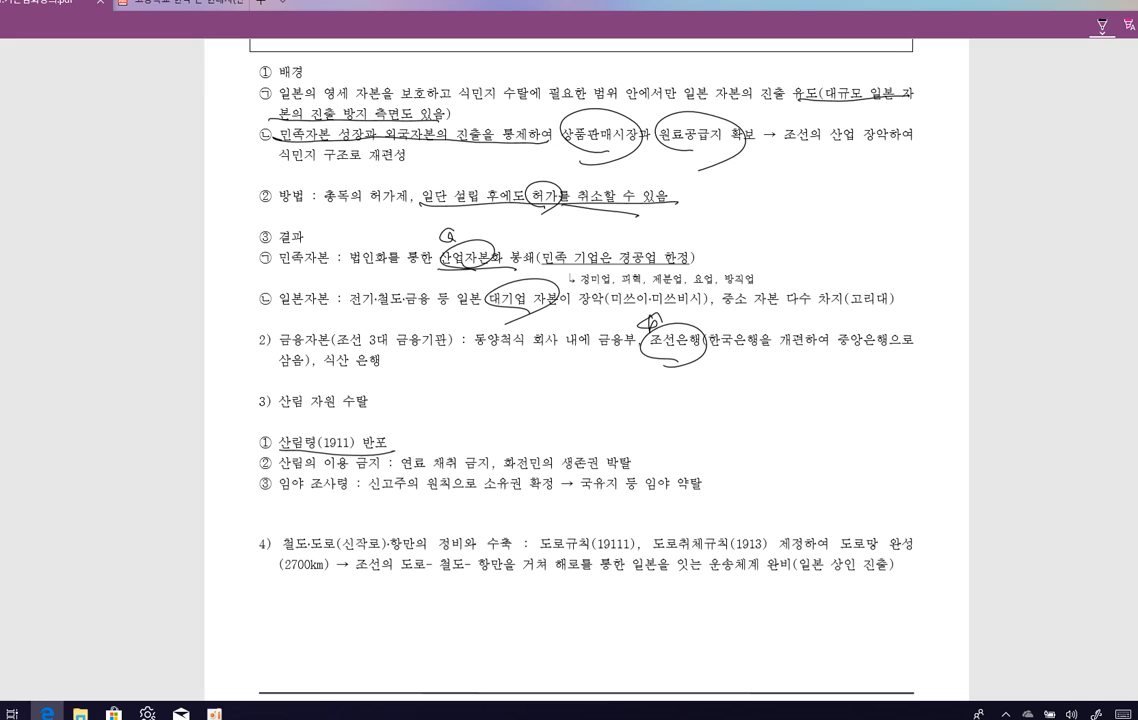 ① 배경
㉠ 일본의 영세 자본을 보호하고 식민지 수탈에 필요한 범위 안에서만 일본 자본의 진출 유도(대규모 일본 자
본의 진출 방지 측면도 있음)
㉡ 민족자본 성장과 외국자본의 진출을 통제하여 상품판매시장과 원료공급지 확보 → 조선의 산업 장악하여
식민지 구조로 재편성
② 방법 : 총독의 허가제, 일단 설립 후에도 허가를 취소할 수 있음
③ 결과
ⓐ
㉠ 민족자본 : 법인화를 통한 산업자본화 봉쇄(민족 기업은 경공업 한정)
↳ 정미업, 피혁, 제분업, 요업, 방직업
㉡ 일본자본 : 전기·철도·금융 등 일본 대기업 자본이 장악(미쓰이·미쓰비시), 중소 자본 다수 차지(고리대)
ⓑ
2) 금융자본(조선 3대 금융기관) : 동양척식 회사 내에 금융부, 조선은행(한국은행을 개편하여 중앙은행으로
삼음), 식산 은행
3) 산림 자원 수탈
① 산림령(1911) 반포
② 산림의 이용 금지 : 연료 채취 금지, 화전민의 생존권 박탈
③ 임야 조사령 : 신고주의 원칙으로 소유권 확정 → 국유지 등 임야 약탈
4) 철도·도로(신작로)·항만의 정비와 수축 : 도로규칙(19111), 도로취체규칙(1913) 제정하여 도로망 완성
(2700km) → 조선의 도로- 철도- 항만을 거쳐 해로를 통한 일본을 잇는 운송체계 완비(일본 상인 진출)